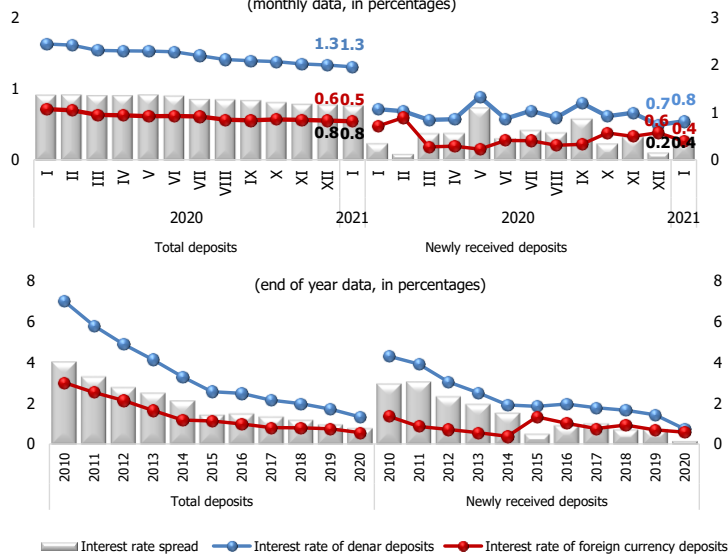 (monthly data, in percentages)
2 3
1.3 1.3
0.6 0.5
0.8 0.8
0.7 0.8
0.6 0.4
0.2 0.4
1 2
1
0 0
I II III IV V VI VII VIII IX X XI XII I I II III IV V VI VII VIII IX X XI XII I
2020 2021 2020 2021
Total deposits Newly received deposits
(end of year data, in percentages)
8 8
6 6
4 4
2 2
0 0
2010 2011 2012 2013 2014 2015 2016 2017 2018 2019 2020 2010 2011 2012 2013 2014 2015 2016 2017 2018 2019 2020
Total deposits Newly received deposits
Interest rate spread Interest rate of denar deposits Interest rate of foreign currency deposits